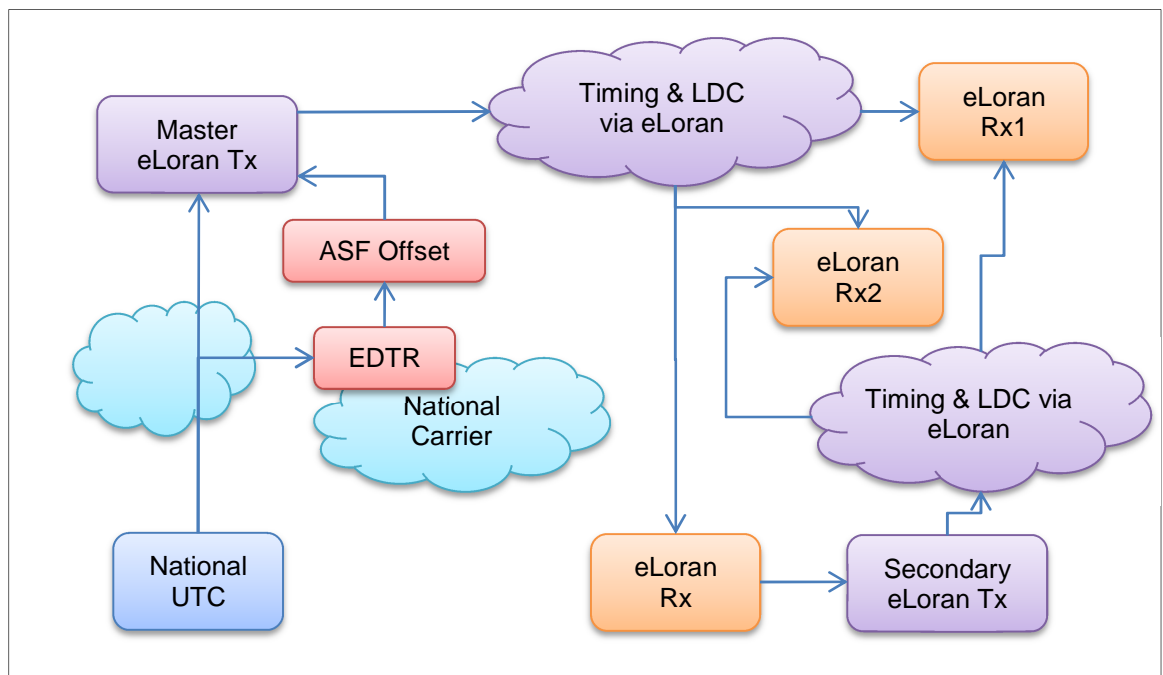 Timing & LDC
via eLoran
eLoran
Rx1
Master
eLoran Tx
ASF Offset
eLoran
Rx2
EDTR
National
Carrier
Timing & LDC via
eLoran
National
UTC
eLoran
Rx
Secondary
eLoran Tx